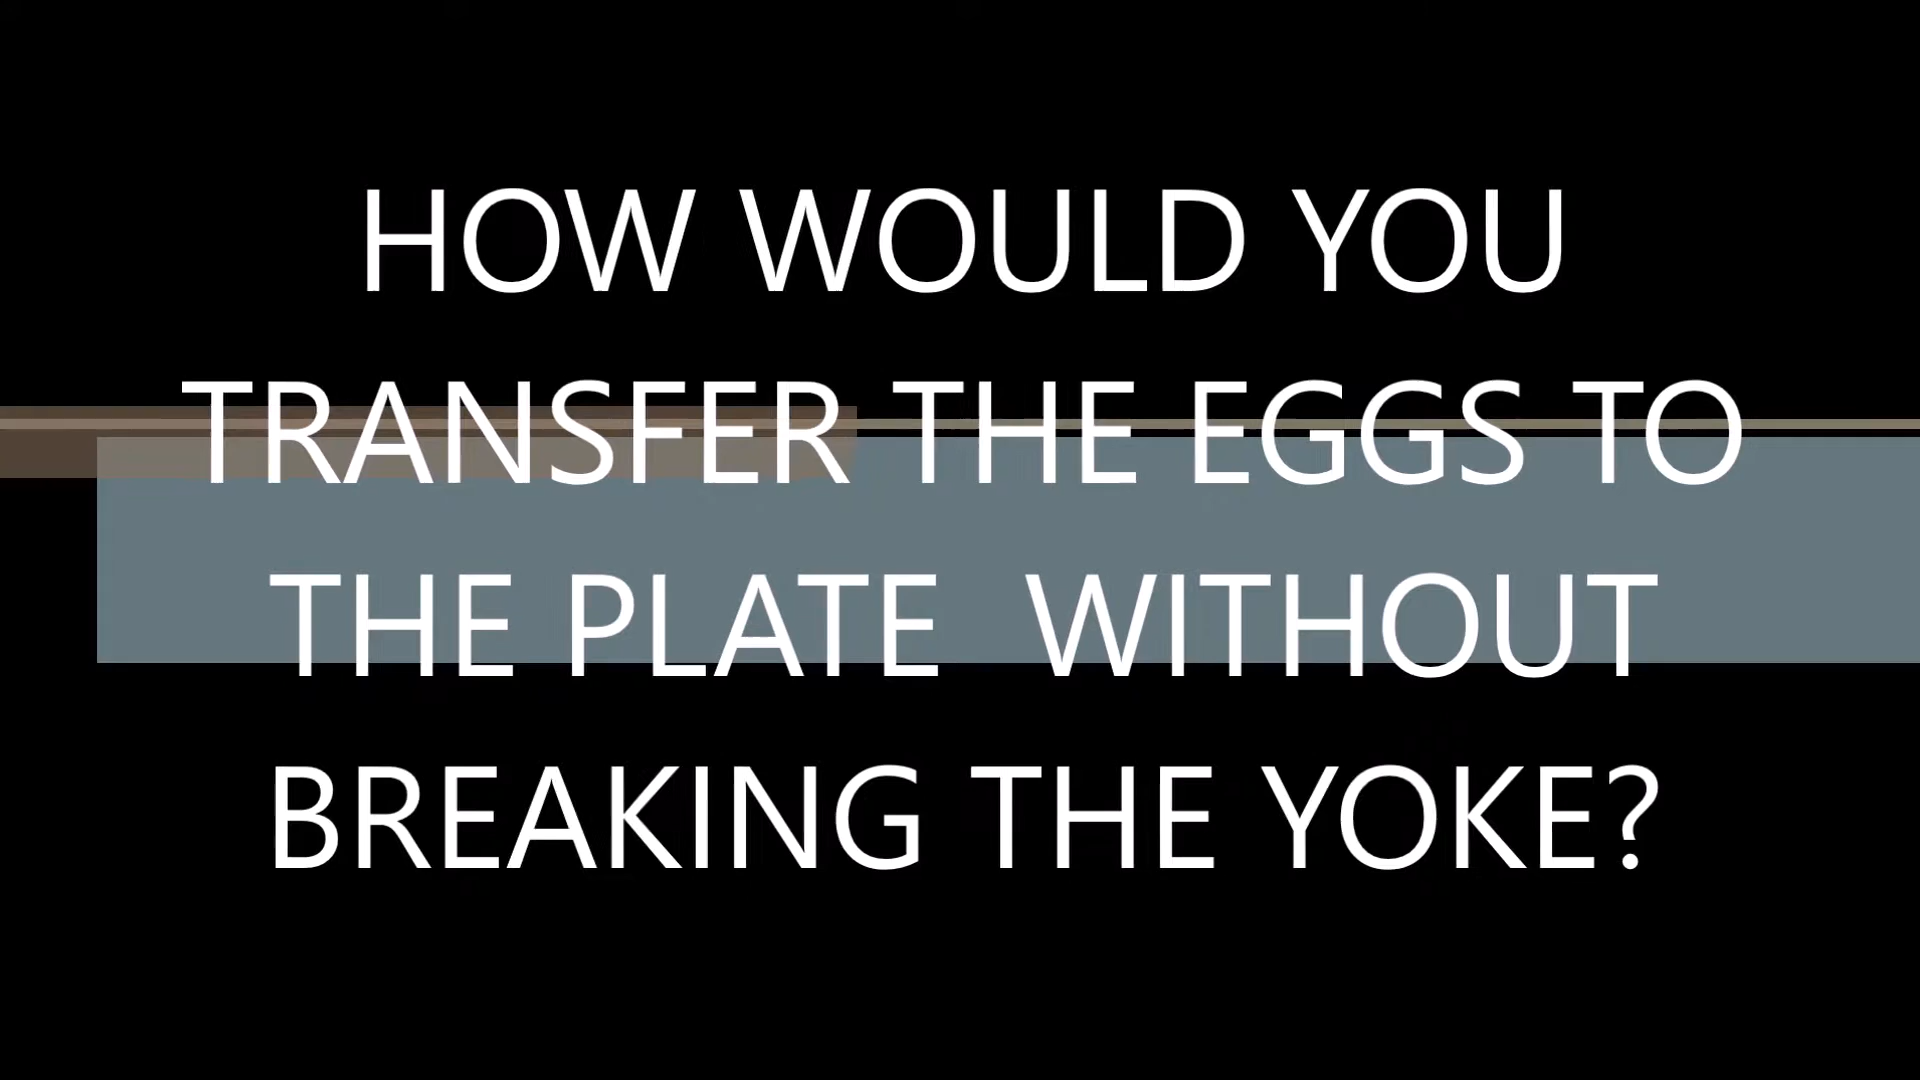 HOW WOULD YOU
TRANSFER THE EGGS TO
THE PLATE  WITHOUT
BREAKING THE YOKE?